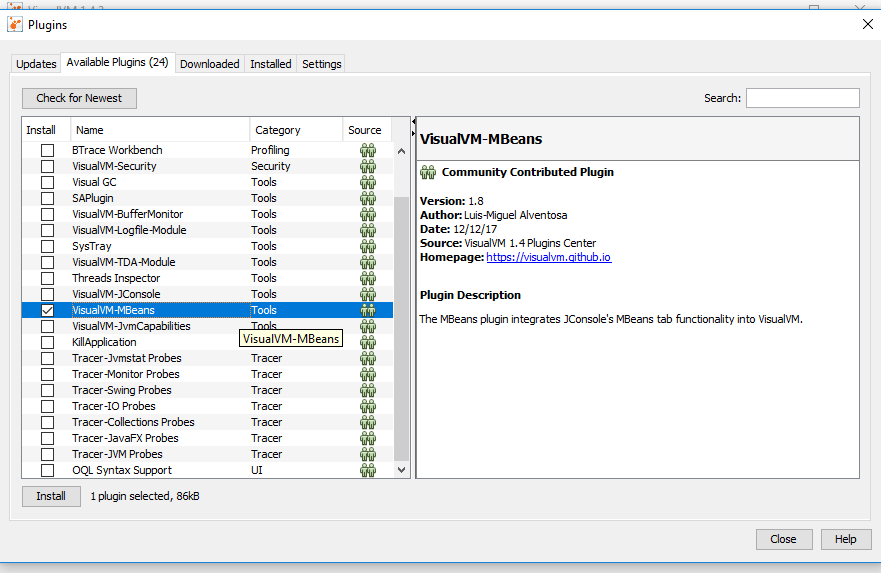 VisualVM 1.4.2
Plugins
Updates Available Plugins (24) Downloaded Installed Settings
Check for Newest Search:
Install Name Category Source
BTrace Workbench Profiling
VisualVM-Security Security
Visual GC Tools
SAPlugin Tools
VisualVM-BufferMonitor Tools
VisualVM-Logfile-Module Tools
SysTray Tools
VisualVM-TDA-Module Tools
Threads Inspector Tools
VisualVM-JConsole Tools
VisualVM-MBeans Tools
VisualVM-JvmCapabilities Tools
KillApplication
VisualVM-MBeans
Tracer-Jvmstat Probes Tracer
Tracer-Monitor Probes Tracer
Tracer-Swing Probes Tracer
Tracer-IO Probes Tracer
Tracer-Collections Probes Tracer
Tracer-JavaFX Probes Tracer
Tracer-JVM Probes Tracer
OQL Syntax Support UI
VisualVM-MBeans
Community Contributed Plugin
Version: 1.8
Author: Luis-Miguel Alventosa
Date: 12/12/17
Source: VisualVM 1.4 Plugins Center
Homepage: https://visualvm.github.io
Plugin Description
The MBeans plugin integrates JConsole's MBeans tab functionality into VisualVM.
Install 1 plugin selected, 86kB
Close Help